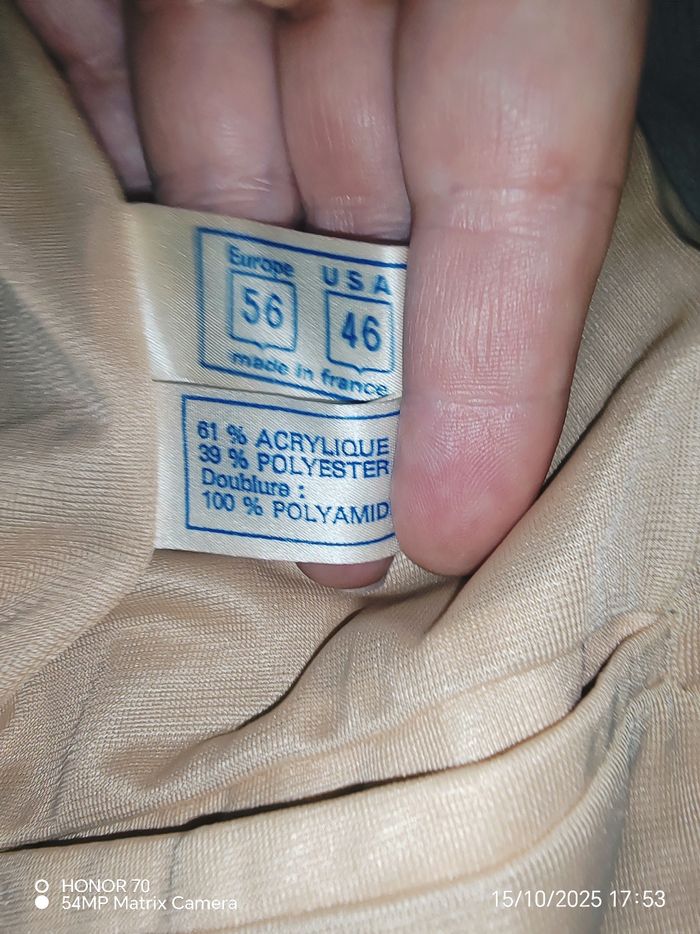 Europe USA
56 46
made in france
61 % ACRYLIQUE
39 % POLYESTER
Doublure :
100 % POLYAMID
HONOR 70
54MP Matrix Camera
15/10/2025 17:53